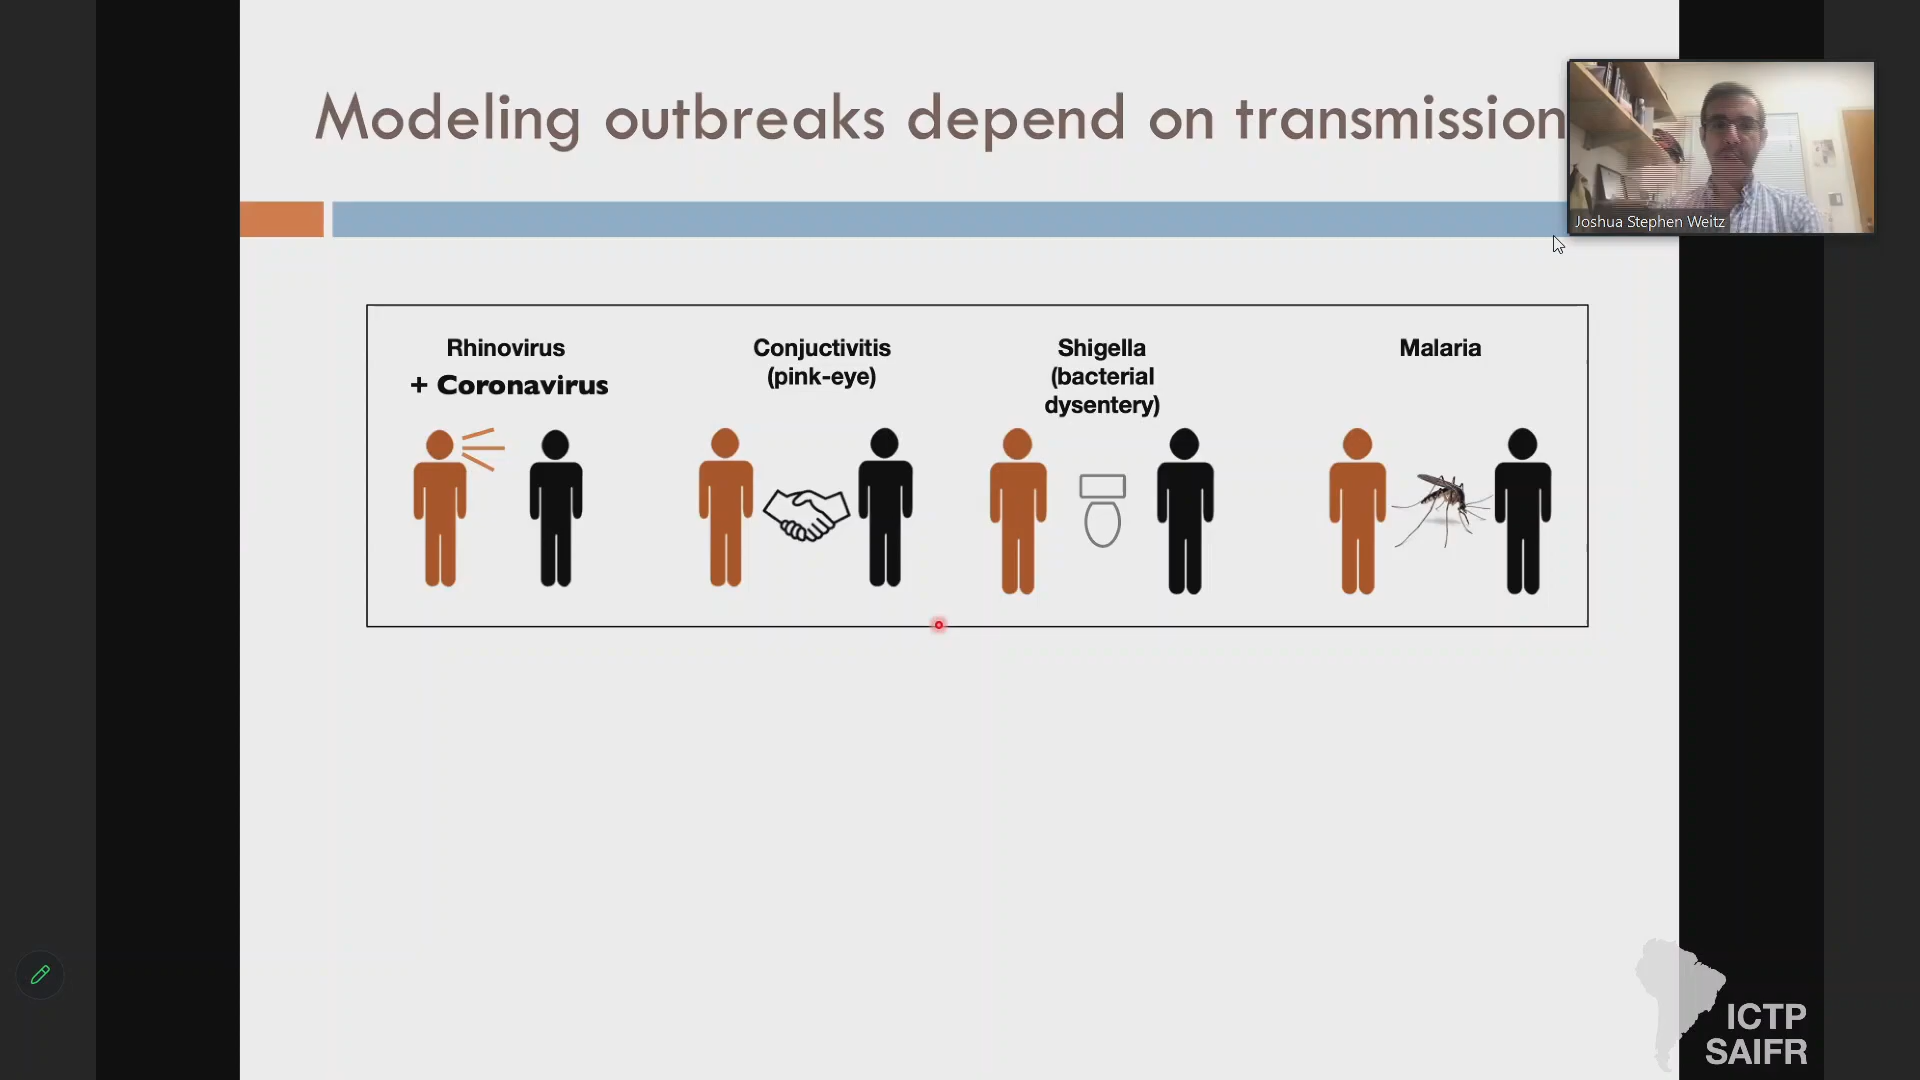 Modeling outbreaks depend on transmission
Joshua Stephen Weitz
Rhinovirus
+ Coronavirus
Conjuctivitis
(pink-eye)
Shigella
(bacterial
dysentery)
Malaria
ICTP
SAIFR